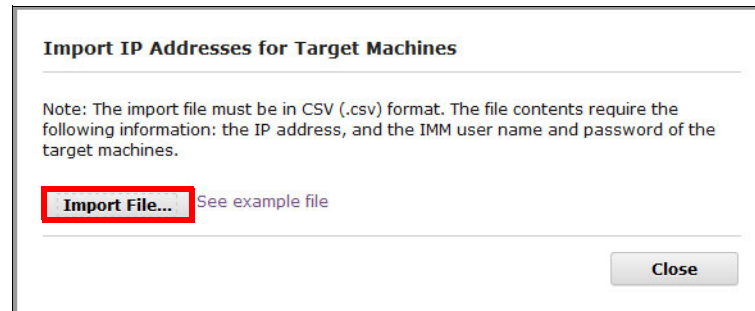 Import IP Addresses for Target Machines
Note: The import file must be in CSV (.csv) format. The file contents require the
following information: the IP address, and the IMM user name and password of the
target machines.
Import File... See example file
Close